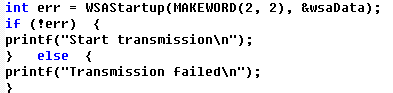 int err = WSAStartup(MAKEWORD(2, 2), &wsaData);
if (!err)  {
printf("Start transmission\n");
}   else  {
printf("Transmission failed\n");
}